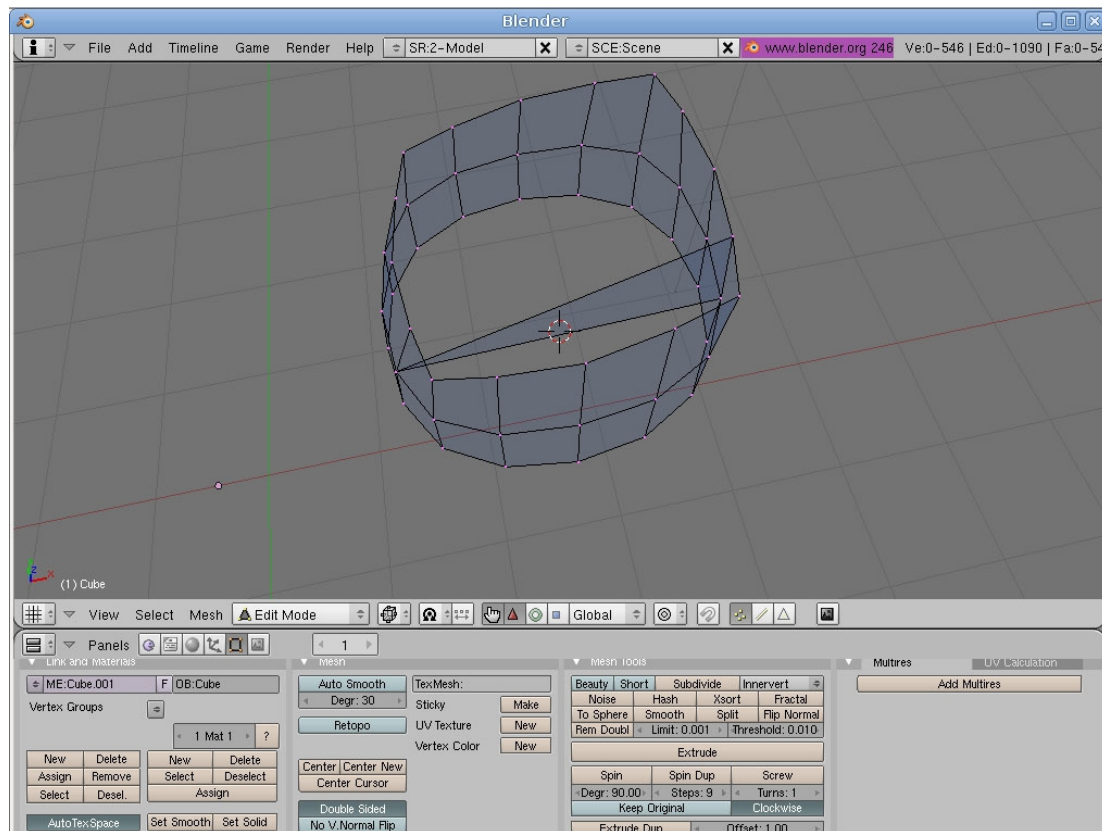 Blender
File Add Timeline Game Render Help SR:2-Model X SCE:Scene X www.blender.org 246 Ve:0-546 | Ed:0-1090 | Fa:0-54
z x
(1) Cube
View Select Mesh Edit Mode Global
Panels 1
Link and Materials Mesh Mesh Tools Multires UV Calculation
ME:Cube.001 F OB:Cube Auto Smooth TexMesh: Beauty Short Subdivide Innervert Add Multires
Vertex Groups Degr: 30 Sticky Make Noise Hash Xsort Fractal
Retopo UV Texture New To Sphere Smooth Split Flip Normal
1 Mat 1 ? Vertex Color New Rem Doubl Limit: 0.001 Threshold: 0.010
Extrude
New Delete New Delete Center Center New Spin Spin Dup Screw
Assign Remove Select Deselect Center Cursor Degr: 90.00 Steps: 9 Turns: 1
Select Desel. Assign Double Sided Keep Original Clockwise
AutoTexSpace Set Smooth Set Solid No V.Normal Flip Extrude Dup Offset: 1.00